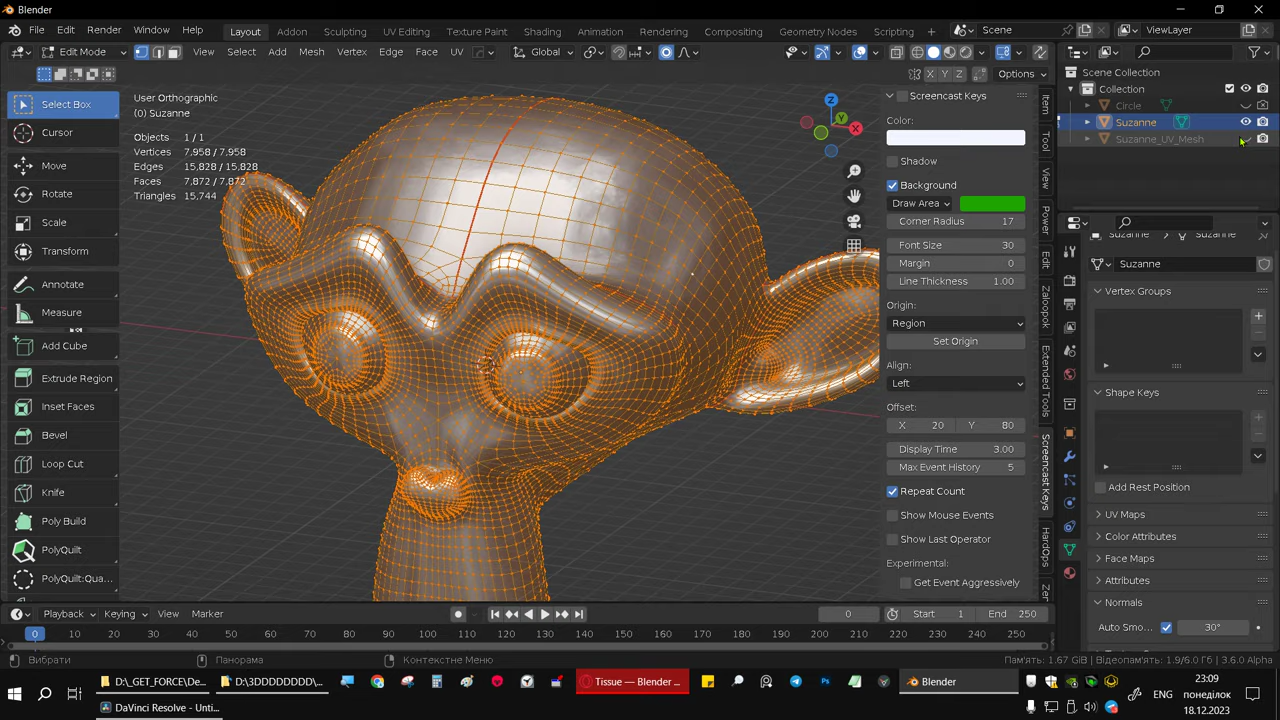 Blender
File Edit Render Window Help Layout Addon Sculpting UV Editing Texture Paint Shading Animation Rendering Compositing Geometry Nodes Scripting Scene ViewLayer
Edit Mode View Select Add Mesh Vertex Edge Face UV Global
X Y Z Options
Select Box
Cursor
Move
Rotate
Scale
Transform
Annotate
Measure
Add Cube
Extrude Region
Inset Faces
Bevel
Loop Cut
Knife
Poly Build
PolyQuilt
PolyQuilt:Qua...
User Orthographic
(0) Suzanne
Objects 1 / 1
Vertices 7,958 / 7,958
Edges 15,828 / 15,828
Faces 7,872 / 7,872
Triangles 15,744
Z
Y
X
Screencast Keys
Color:
Shadow
Background
Draw Area
Corner Radius 17
Font Size 30
Margin 0
Line Thickness 1.00
Origin:
Region
Set Origin
Align:
Left
Offset:
X 20 Y 80
Display Time 3.00
Max Event History 5
Repeat Count
Show Mouse Events
Show Last Operator
Experimental:
Get Event Aggressively
Item
Tool
View
Power
Edit
Zaloopok
Extended Tools
Screencast Keys
HardOps
Scene Collection
Collection
Circle
Suzanne
Suzanne_UV_Mesh
Suzanne Suzanne
Suzanne
Vertex Groups
Shape Keys
Add Rest Position
UV Maps
Color Attributes
Face Maps
Attributes
Normals
Auto Smo... 30°
Playback Keying View Marker 0 Start 1 End 250
0 10 20 30 40 50 60 70 80 90 100 110 120 130 140 150 160 170 180 190 200 210 220 230 240 250
Вибрати Панорама Контекстне Меню Пам'ять: 1.67 GiB | Відеопам'ять: 1.9/6.0 Гб | 3.6.0 Alpha
D:\_GET_FORCE\De... D:\3DDDDDDDD\... Tissue — Blender ... Blender
DaVinci Resolve - Unti...
ENG
23:09
понеділок
18.12.2023